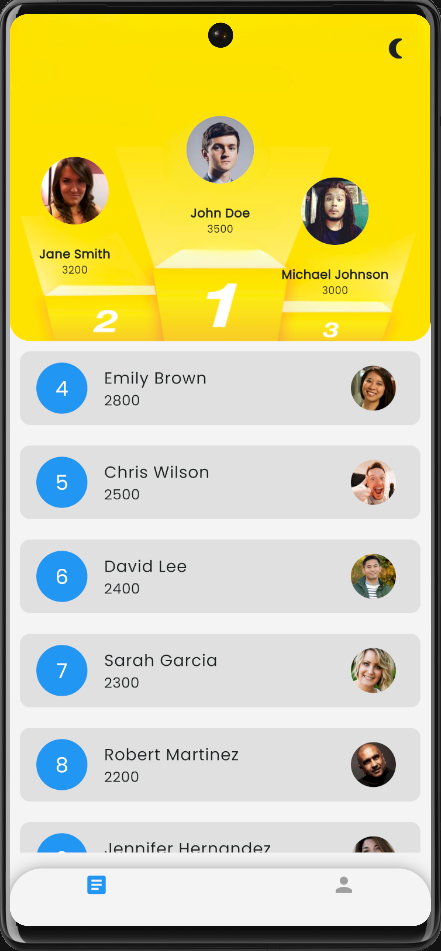 John Doe
3500
Jane Smith
3200
Michael Johnson
3000
1
2
3
4
Emily Brown
2800
5
Chris Wilson
2500
6
David Lee
2400
7
Sarah Garcia
2300
8
Robert Martinez
2200
Jennifer Hernandez